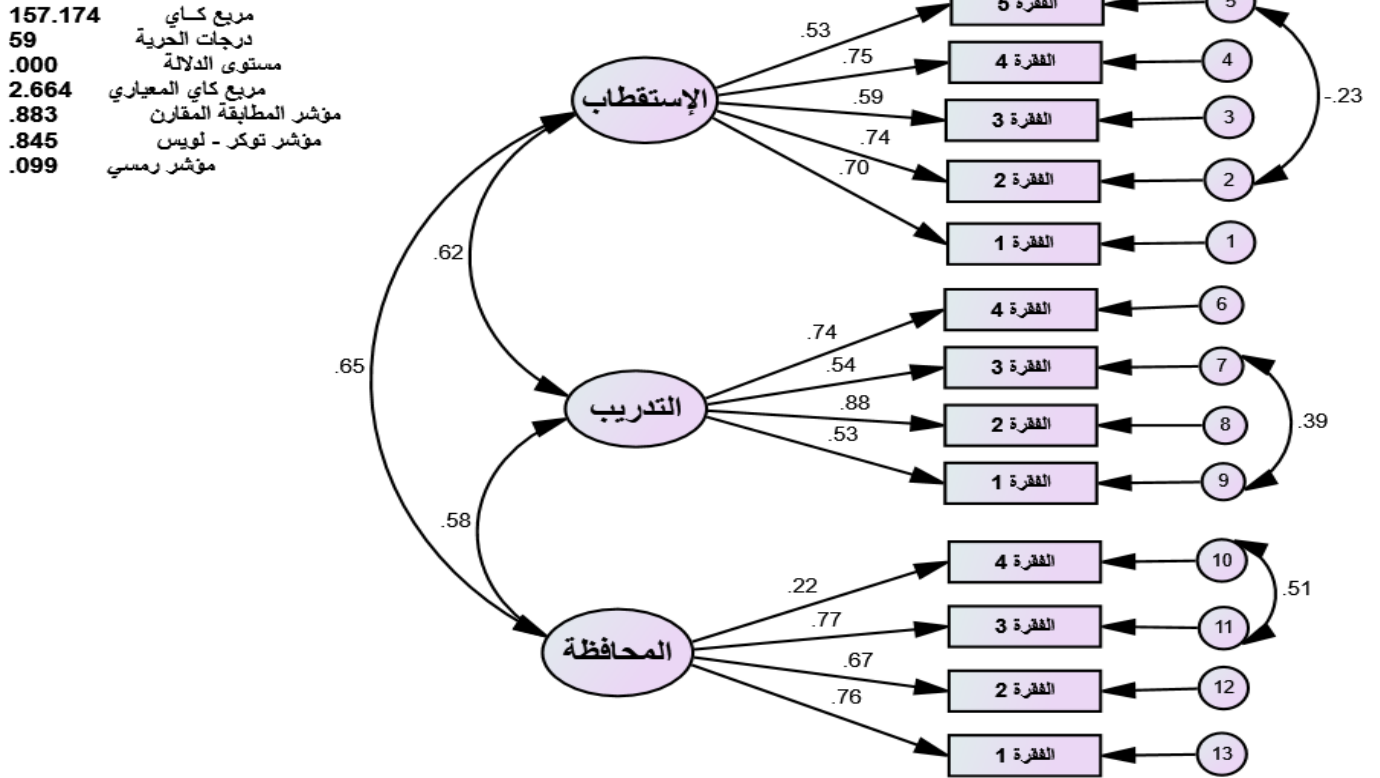 157.174 مربع كــاي
59 درجات الحرية
.000 مستوى الدلالة
2.664 مربع كاي المعياري
.883 مؤشر المطابقة المقارن
.845 مؤشر توكر - لويس
.099 مؤشر رمسي
الإستقطاب
.53
.75
.59
.74
.70
الفقرة 5
الفقرة 4
الفقرة 3
الفقرة 2
الفقرة 1
5
4
3
2
1
-.23
.62
.65
.58
التدريب
.74
.54
.88
.53
الفقرة 4
الفقرة 3
الفقرة 2
الفقرة 1
6
7
8
9
.39
المحافظة
.22
.77
.67
.76
الفقرة 4
الفقرة 3
الفقرة 2
الفقرة 1
10
11
12
13
.51